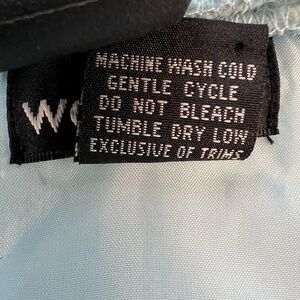 MACHINE WASH COLD
GENTLE CYCLE
DO NOT BLEACH
TUMBLE DRY LOW
EXCLUSIVE OF TRIMS